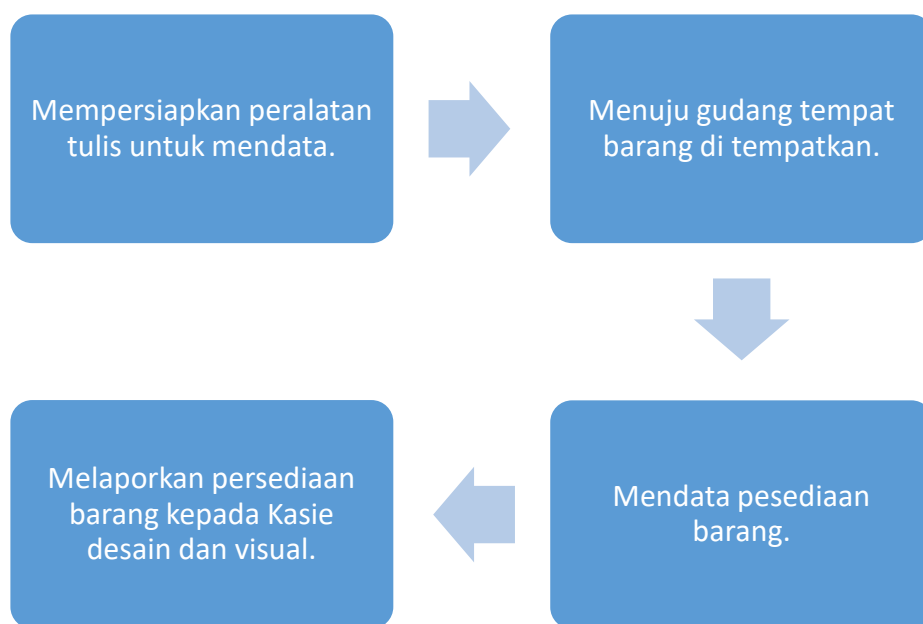 Mempersiapkan peralatan
tulis untuk mendata.
Menuju gudang tempat
barang di tempatkan.
Mendata pesediaan
barang.
Melaporkan persediaan
barang kepada Kasie
desain dan visual.